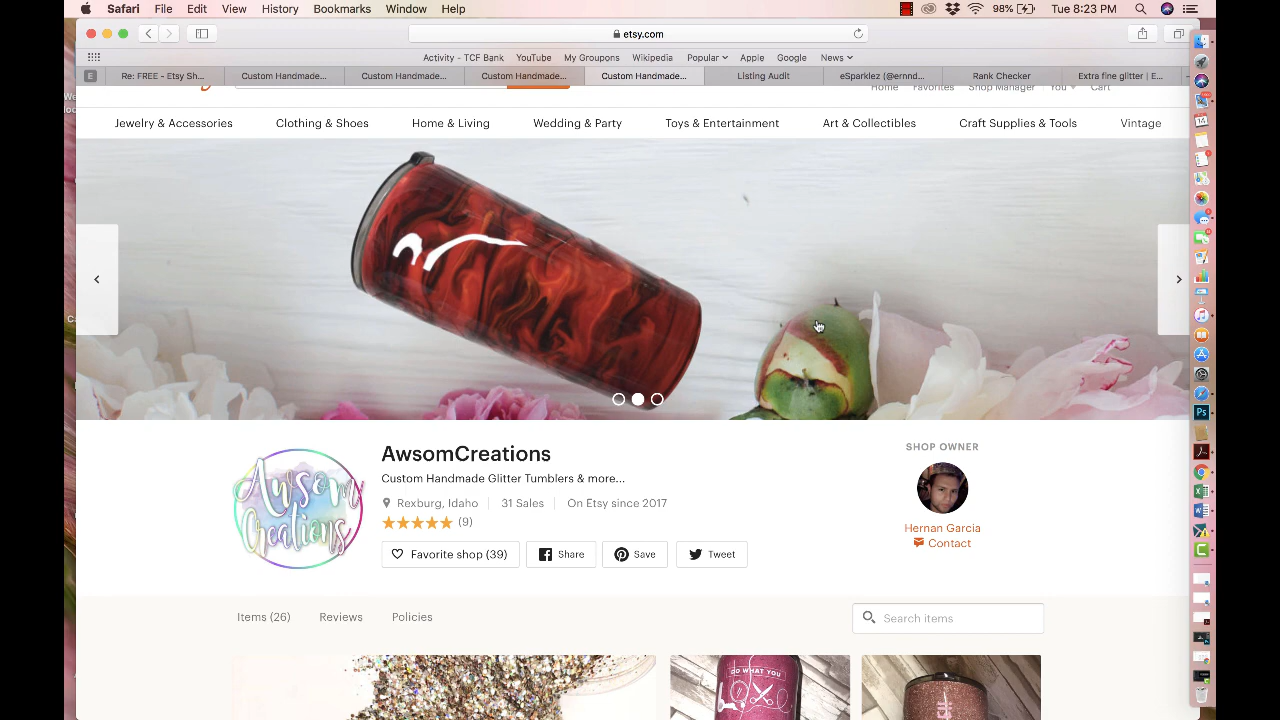 Safari File Edit View History Bookmarks Window Help 98% Tue 8:23 PM
etsy.com
Activity - TCF Bank YouTube My Groupons Wikipedia Popular Apple Google News
E Re: FREE - Etsy Sh... Custom Handmade... Custom Handmade... Custom Handmade... Custom Handmade... Listing Audit eSparklez (@ernnd... Rank Checker Extra fine glitter | E...
Home Favorites Shop Manager You Cart
Jewelry & Accessories Clothing & Shoes Home & Living Wedding & Party Toys & Entertainment Art & Collectibles Craft Supplies & Tools Vintage
AwsomCreations
Custom Handmade Glitter Tumblers & more...
Rexburg, Idaho 31 Sales On Etsy since 2017
(9)
Favorite shop (39) Share Save Tweet
Awsom
Creations
SHOP OWNER
Hernan Garcia
Contact
Items (26) Reviews Policies Search items
DO WHAT YOU